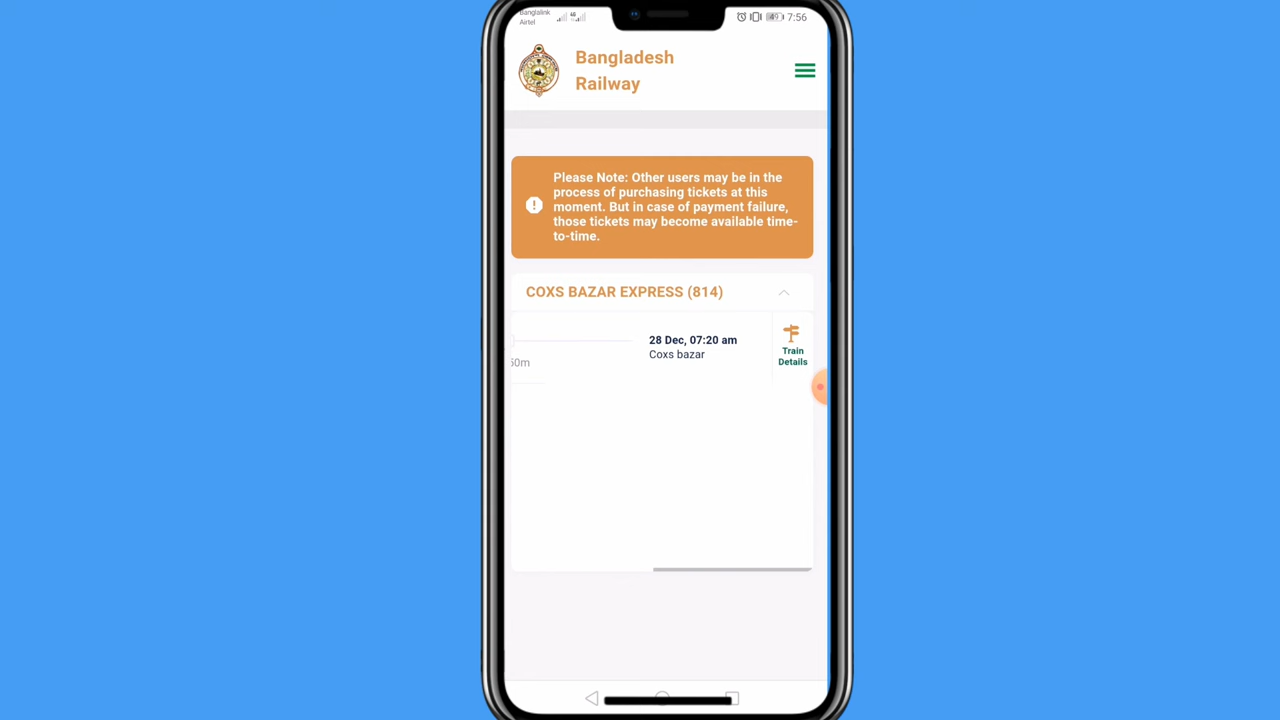 Banglalink
Airtel
49
7:56
Bangladesh
Railway
Please Note: Other users may be in the
process of purchasing tickets at this
moment. But in case of payment failure,
those tickets may become available time-
to-time.
COXS BAZAR EXPRESS (814)
28 Dec, 07:20 am
Coxs bazar
50m
Train
Details